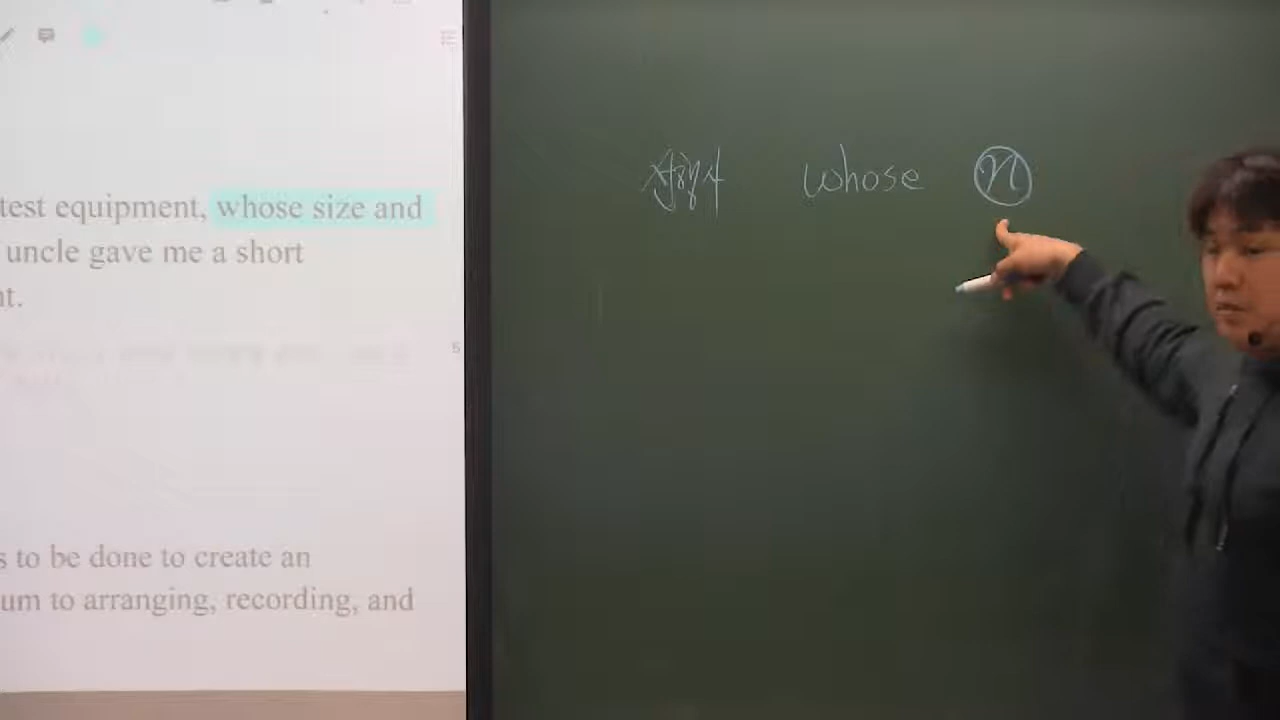 test equipment, whose size and
uncle gave me a short
nt.
5
s to be done to create an
um to arranging, recording, and
선행사 whose n